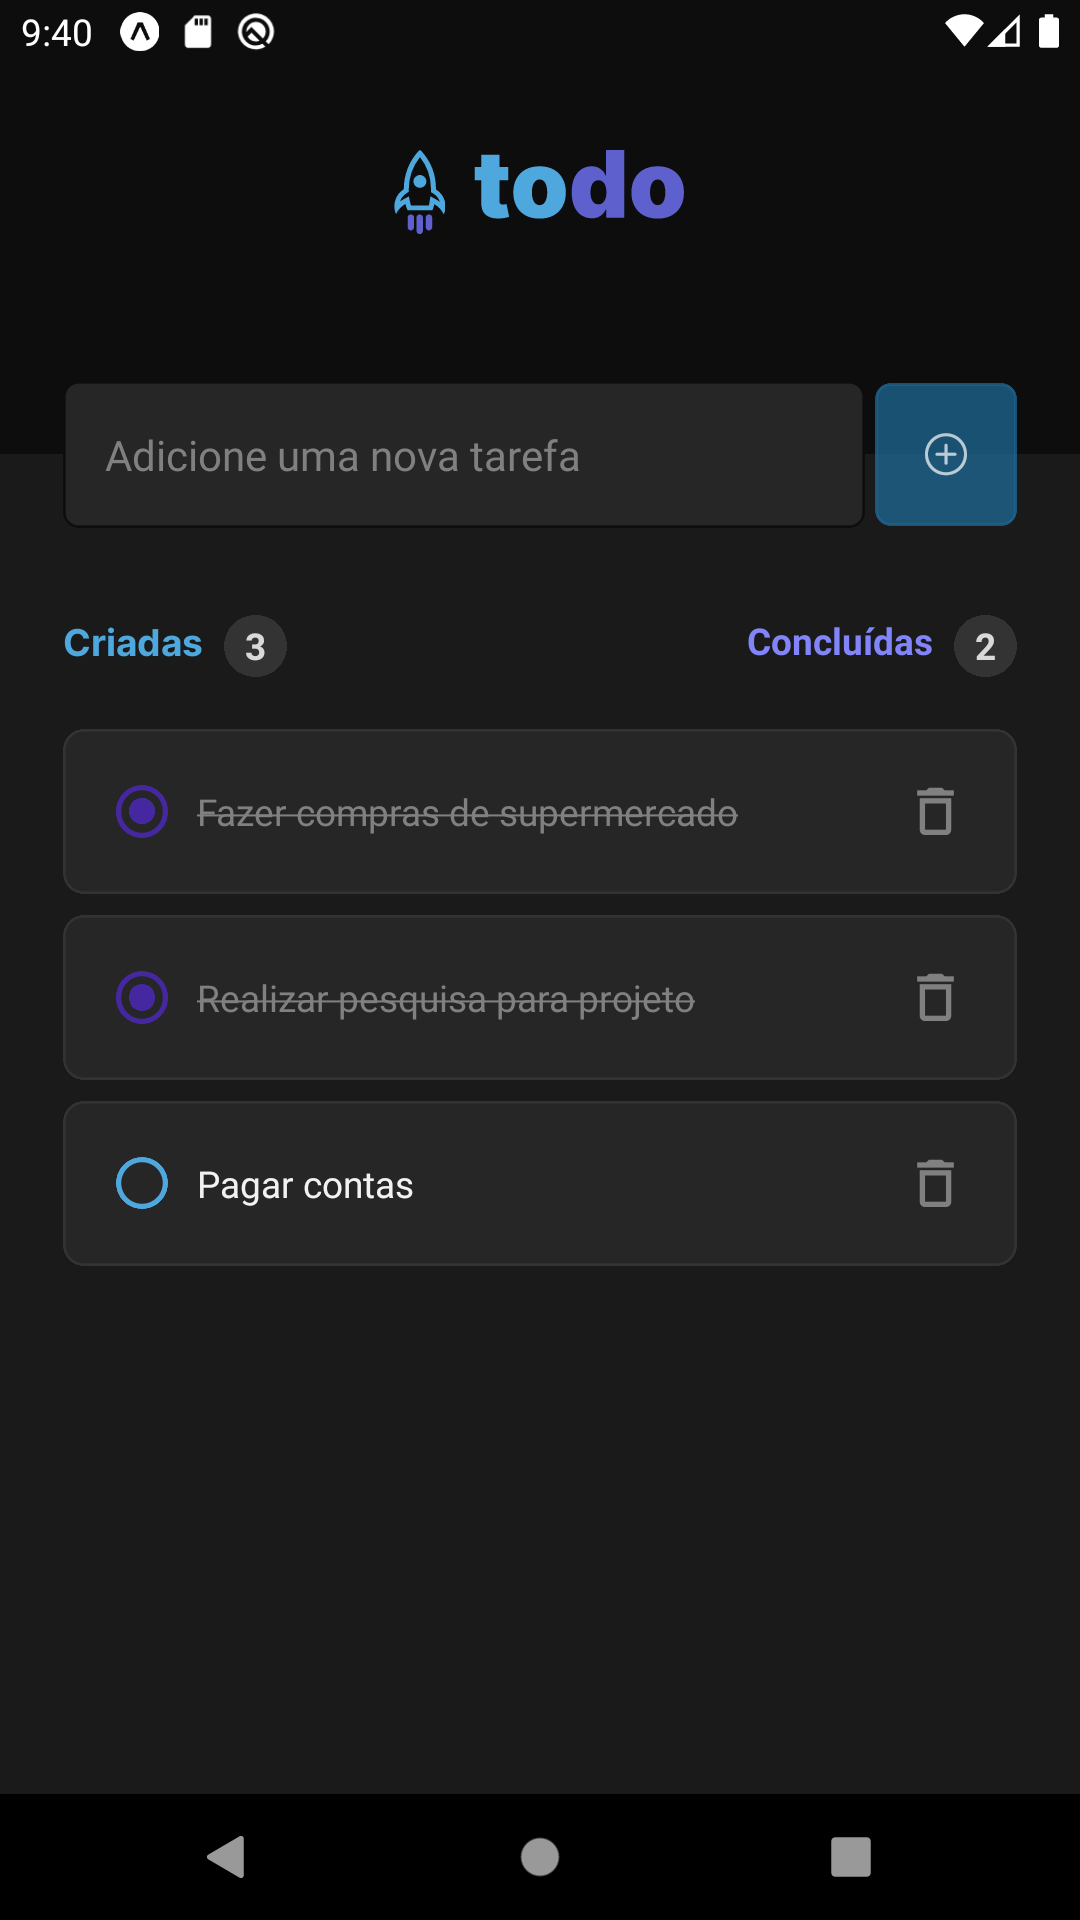 9:40
todo
Adicione uma nova tarefa
Criadas 3 Concluídas 2
Fazer compras de supermercado
Realizar pesquisa para projeto
Pagar contas